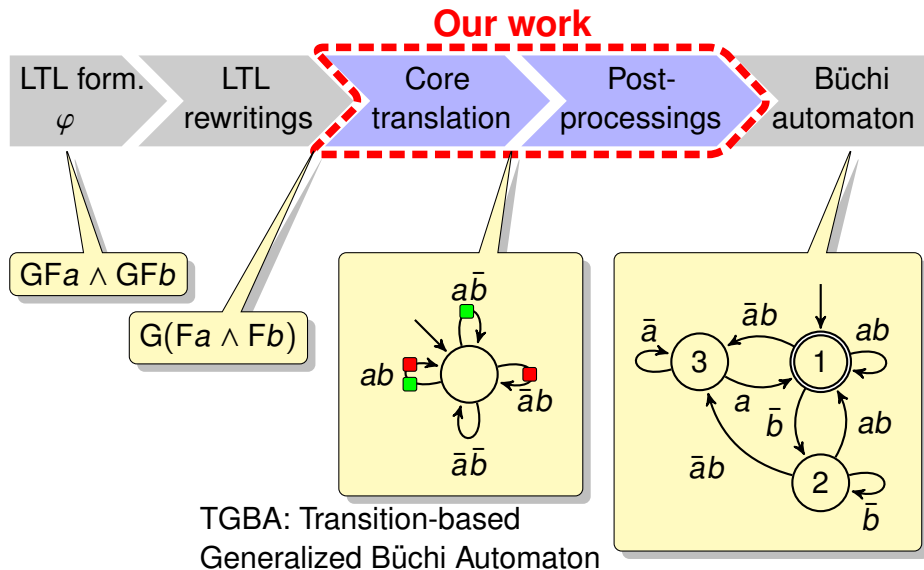 Our work
LTL form.
φ
LTL
rewritings
Core
translation
Post-
processings
Büchi
automaton
GFa ∧ GFb
G(Fa ∧ Fb)
ab̄
ab
āb
āb̄
ā
3
āb
1
ab
a
b̄
ab
āb
2
b̄
TGBA: Transition-based
Generalized Büchi Automaton